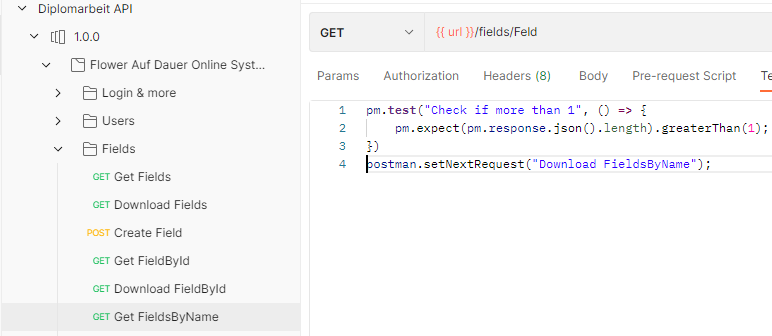 Diplomarbeit API
1.0.0
Flower Auf Dauer Online Syst...
Login & more
Users
Fields
GET Get Fields
GET Download Fields
POST Create Field
GET Get FieldById
GET Download FieldById
GET Get FieldsByName
GET {{ url }}/fields/Feld
Params Authorization Headers (8) Body Pre-request Script Te
1 pm.test("Check if more than 1", () => {
2 pm.expect(pm.response.json().length).greaterThan(1);
3 })
4 postman.setNextRequest("Download FieldsByName");